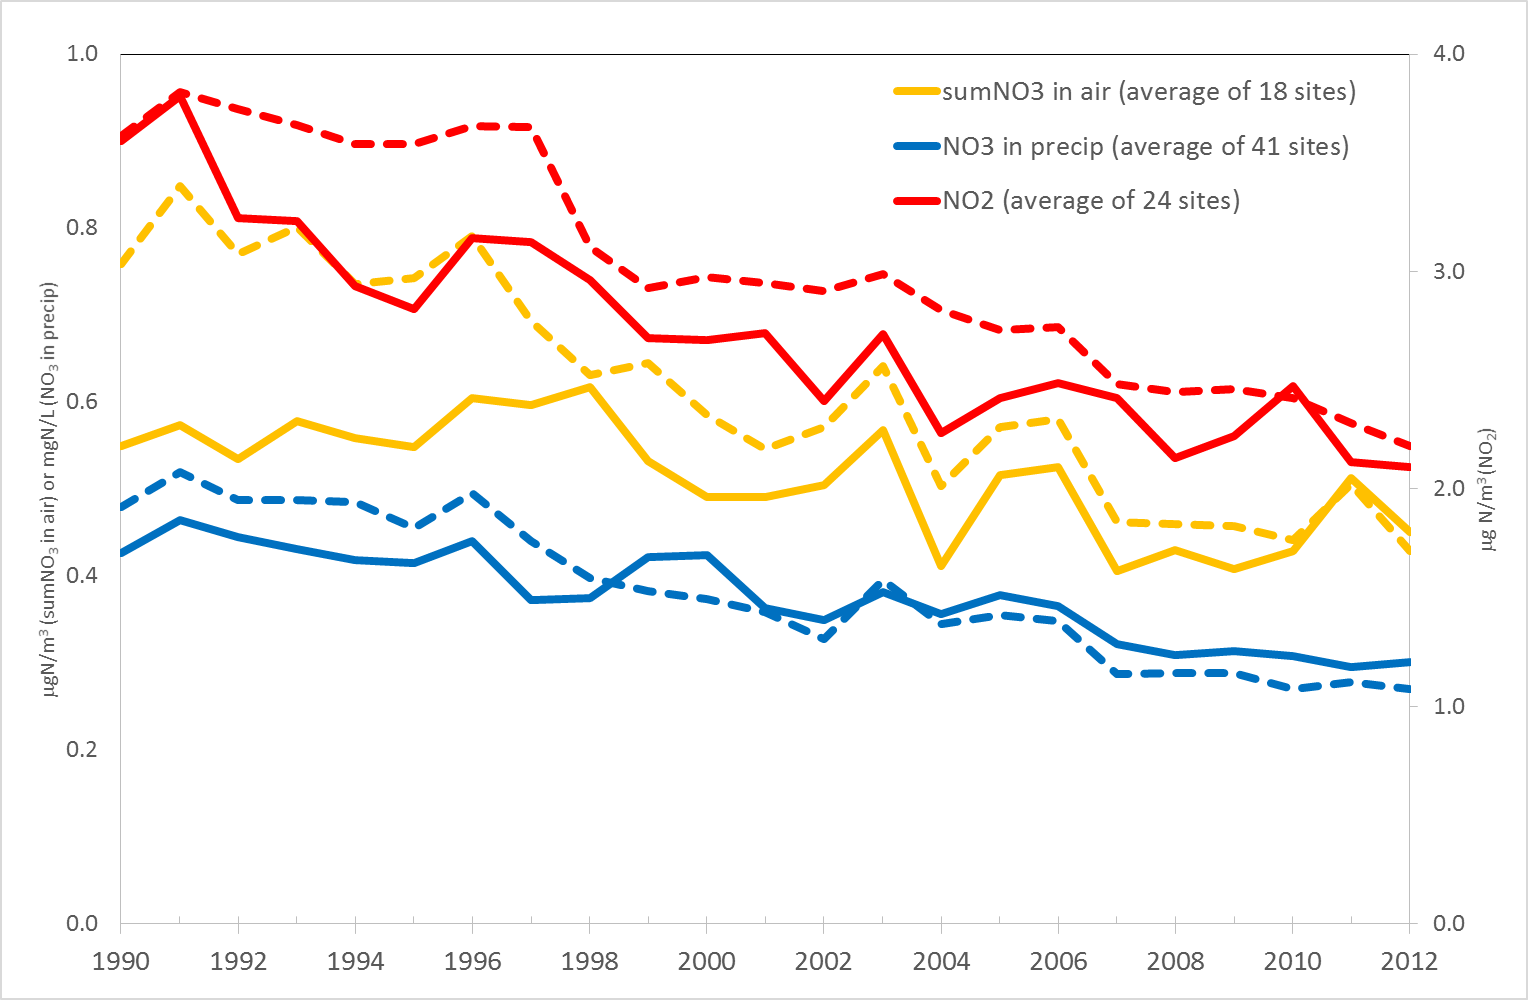 1.0
0.8
0.6
0.4
0.2
0.0
µgN/m³ (sumNO₃ in air) or mgN/L (NO₃ in precip)
sumNO3 in air (average of 18 sites)
NO3 in precip (average of 41 sites)
NO2 (average of 24 sites)
4.0
3.0
2.0
1.0
0.0
µg N/m³ (NO₂)
1990 1992 1994 1996 1998 2000 2002 2004 2006 2008 2010 2012